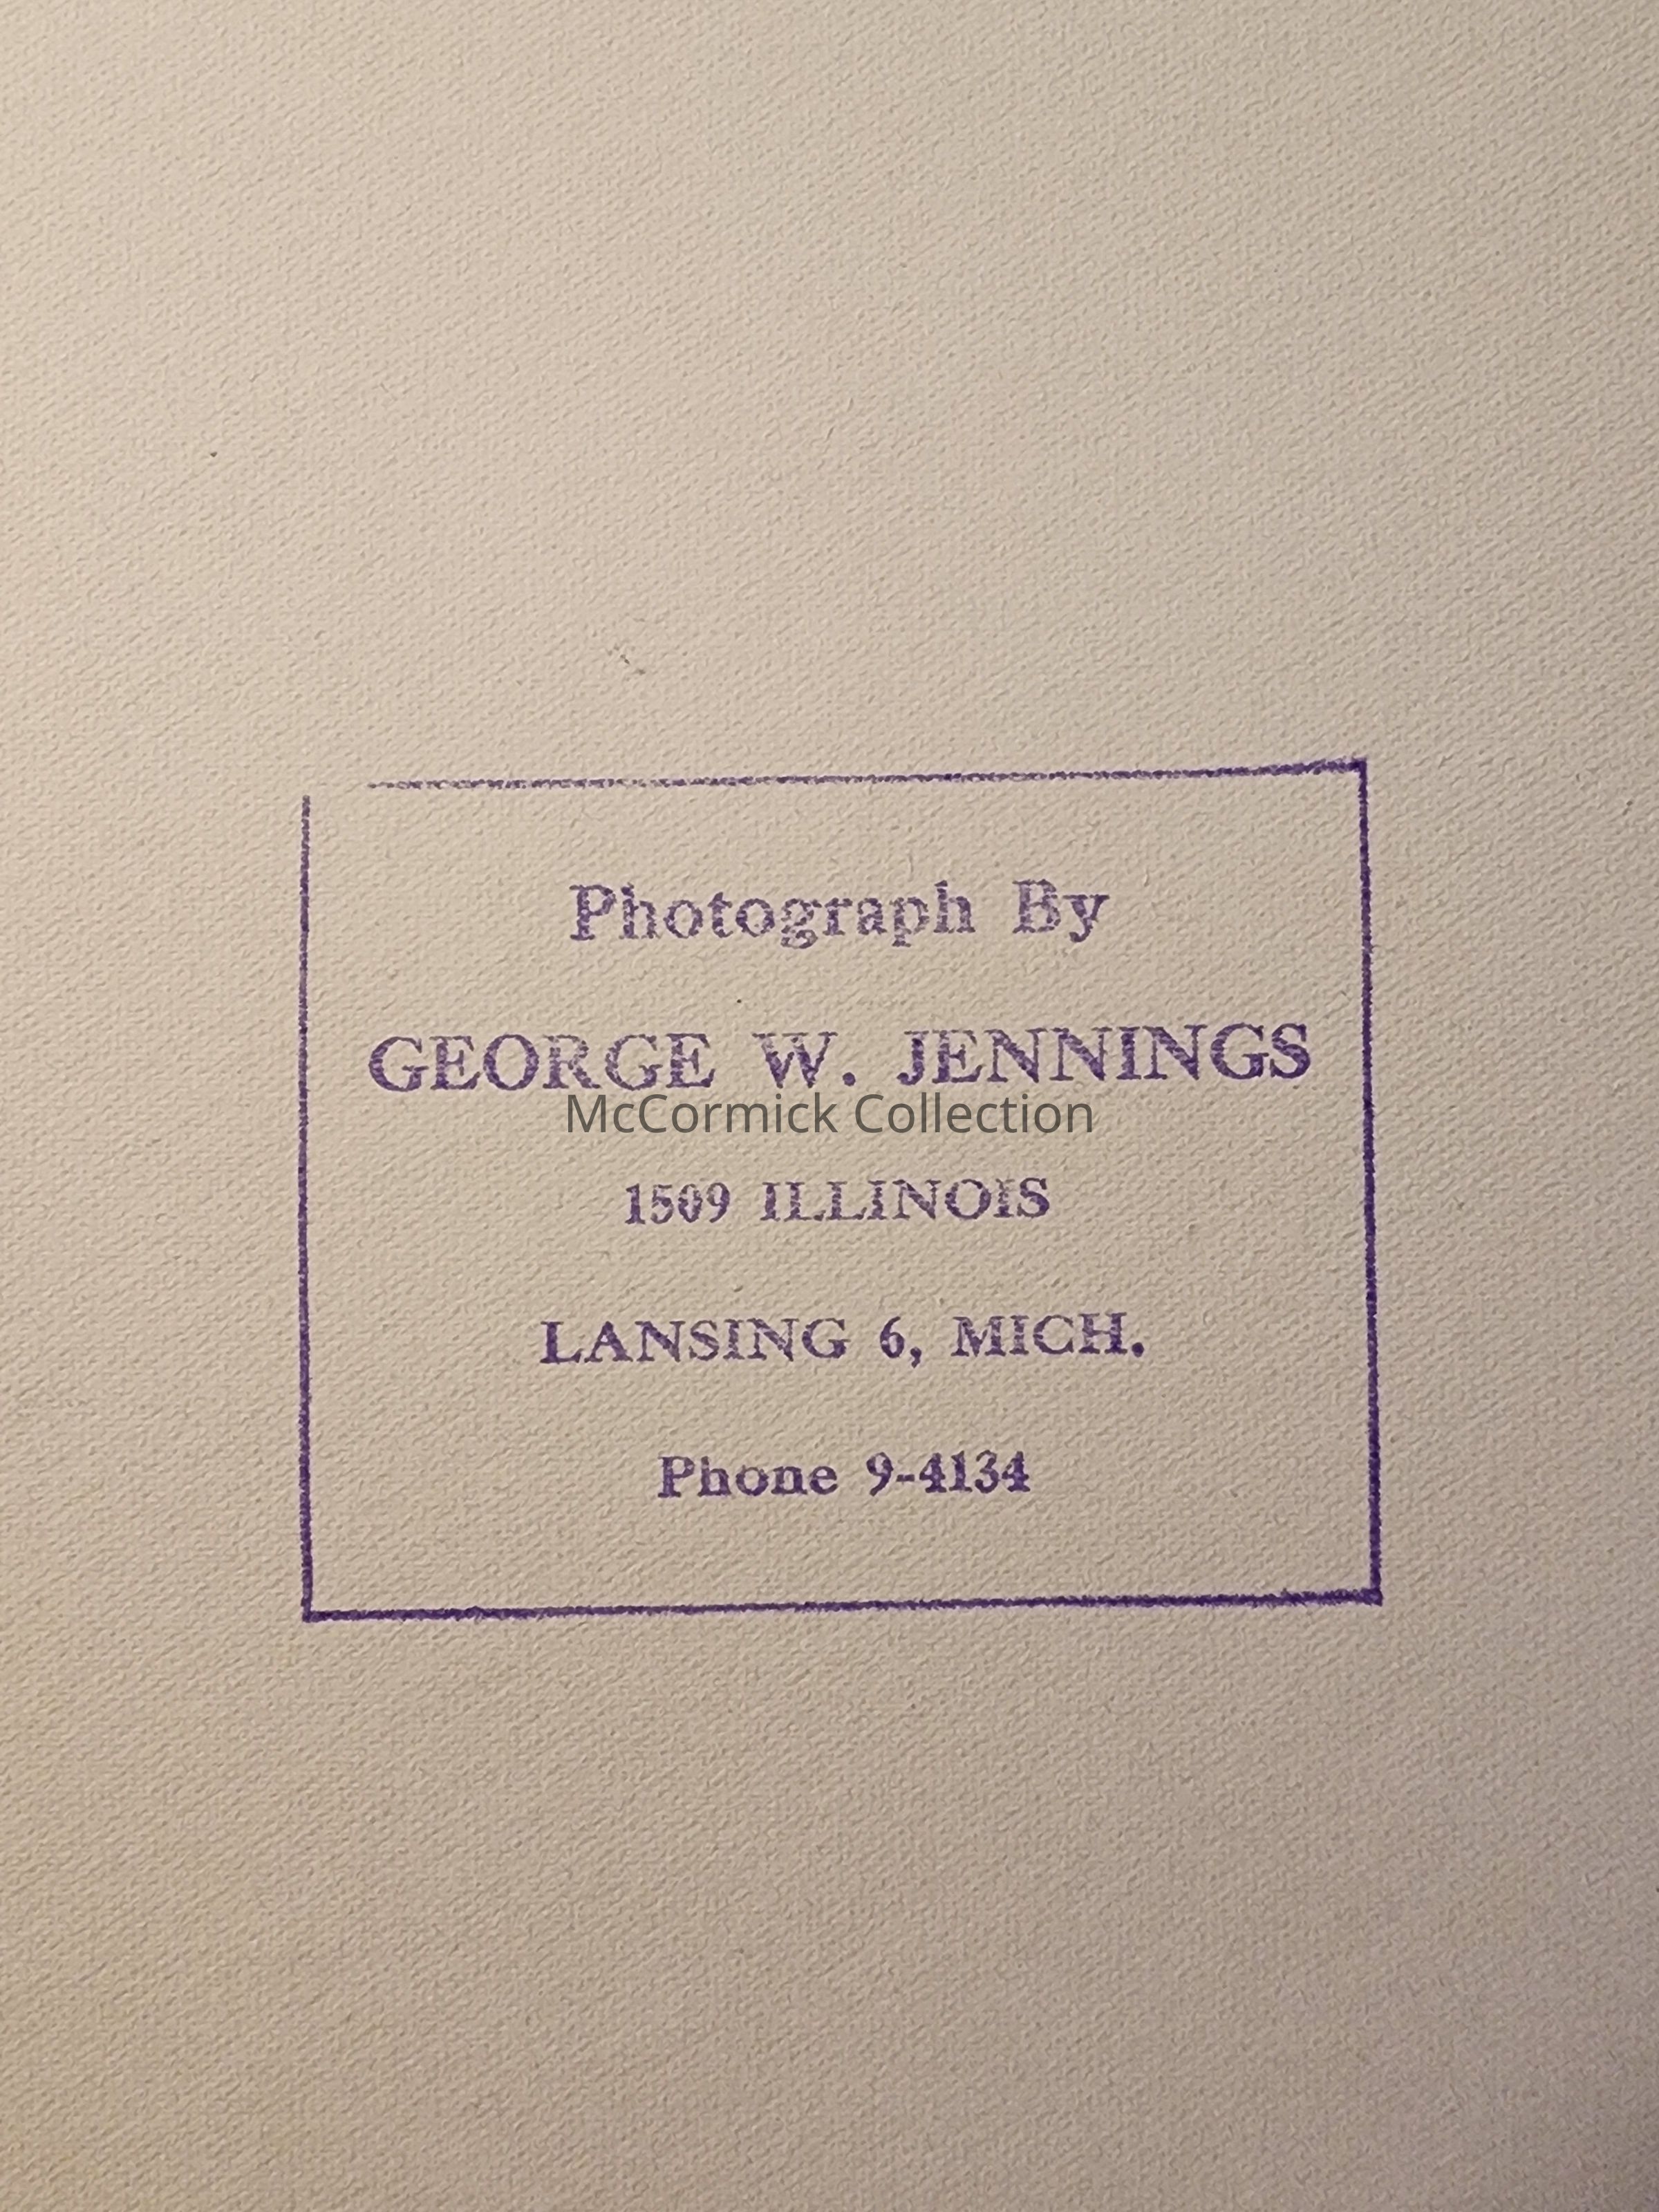 Photograph By
GEORGE W. JENNINGS
McCormick Collection
1509 ILLINOIS
LANSING 6, MICH.
Phone 9-4134